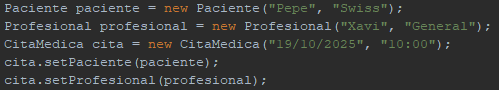 Paciente paciente = new Paciente("Pepe", "Swiss");
Profesional profesional = new Profesional("Xavi", "General");
CitaMedica cita = new CitaMedica("19/10/2025", "10:00");
cita.setPaciente(paciente);
cita.setProfesional(profesional);